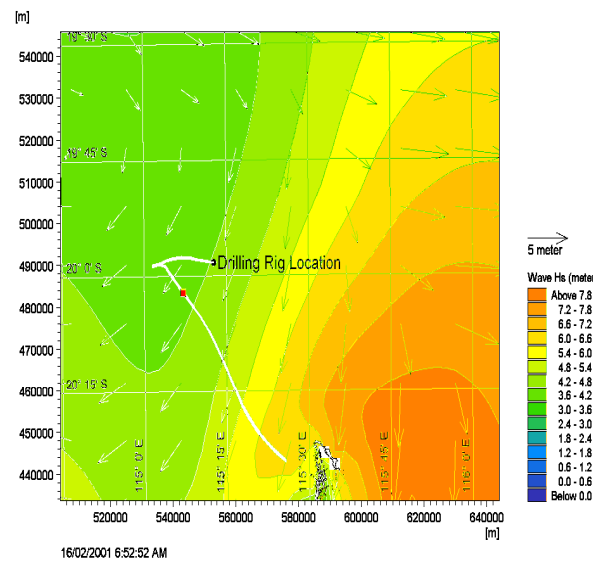 [m]
540000
530000
520000
510000
500000
490000
480000
470000
460000
450000
440000
19° 30' S
19° 45' S
20° 0' S
20° 15' S
Drilling Rig Location
115° 0' E
115° 15' E
115° 45' E
116° 0' E
520000 540000 560000 580000 600000 620000 640000
[m]
5 meter
Wave Hs (meter
Above 7.8
7.2 - 7.8
6.6 - 7.2
6.0 - 6.6
5.4 - 6.0
4.8 - 5.4
4.2 - 4.8
3.6 - 4.2
3.0 - 3.6
2.4 - 3.0
1.8 - 2.4
1.2 - 1.8
0.6 - 1.2
0.0 - 0.6
Below 0.0
16/02/2001 6:52:52 AM